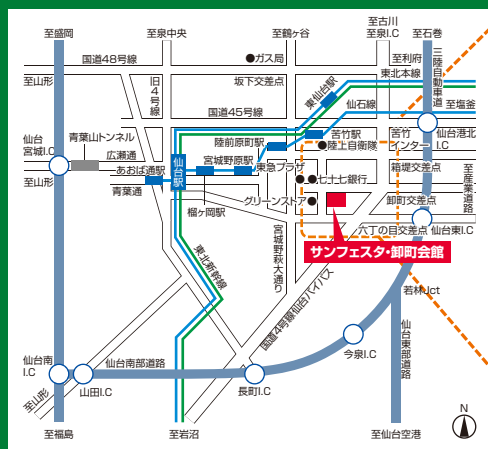 至盛岡
至泉中央
至鶴ヶ谷
至古川
至泉I.C
至石巻
国道48号線
●ガス局
至利府
至山形
旧4号線
坂下交差点
東仙台駅
東北本線
三陸自動車道
国道45号線
仙石線
至塩釜
仙台
宮城I.C
青葉山トンネル
陸前原町駅
苦竹駅
●陸上自衛隊
苦竹
インター
仙台港北
I.C
広瀬通
仙台駅
宮城野原駅
東急プラザ
箱堤交差点
至山形
あおば通駅
●七十七銀行
至産業道路
青葉通
榴ヶ岡駅
グリーンストア●
卸町交差点
六丁の目交差点
仙台東I.C
宮城野萩大通り
サンフェスタ・卸町会館
東北新幹線
国道4号線仙台バイパス
若林Jct
仙台東部道路
仙台南
I.C
仙台南部道路
今泉I.C
至山形
山田I.C
長町I.C
至福島
至岩沼
至仙台空港
N